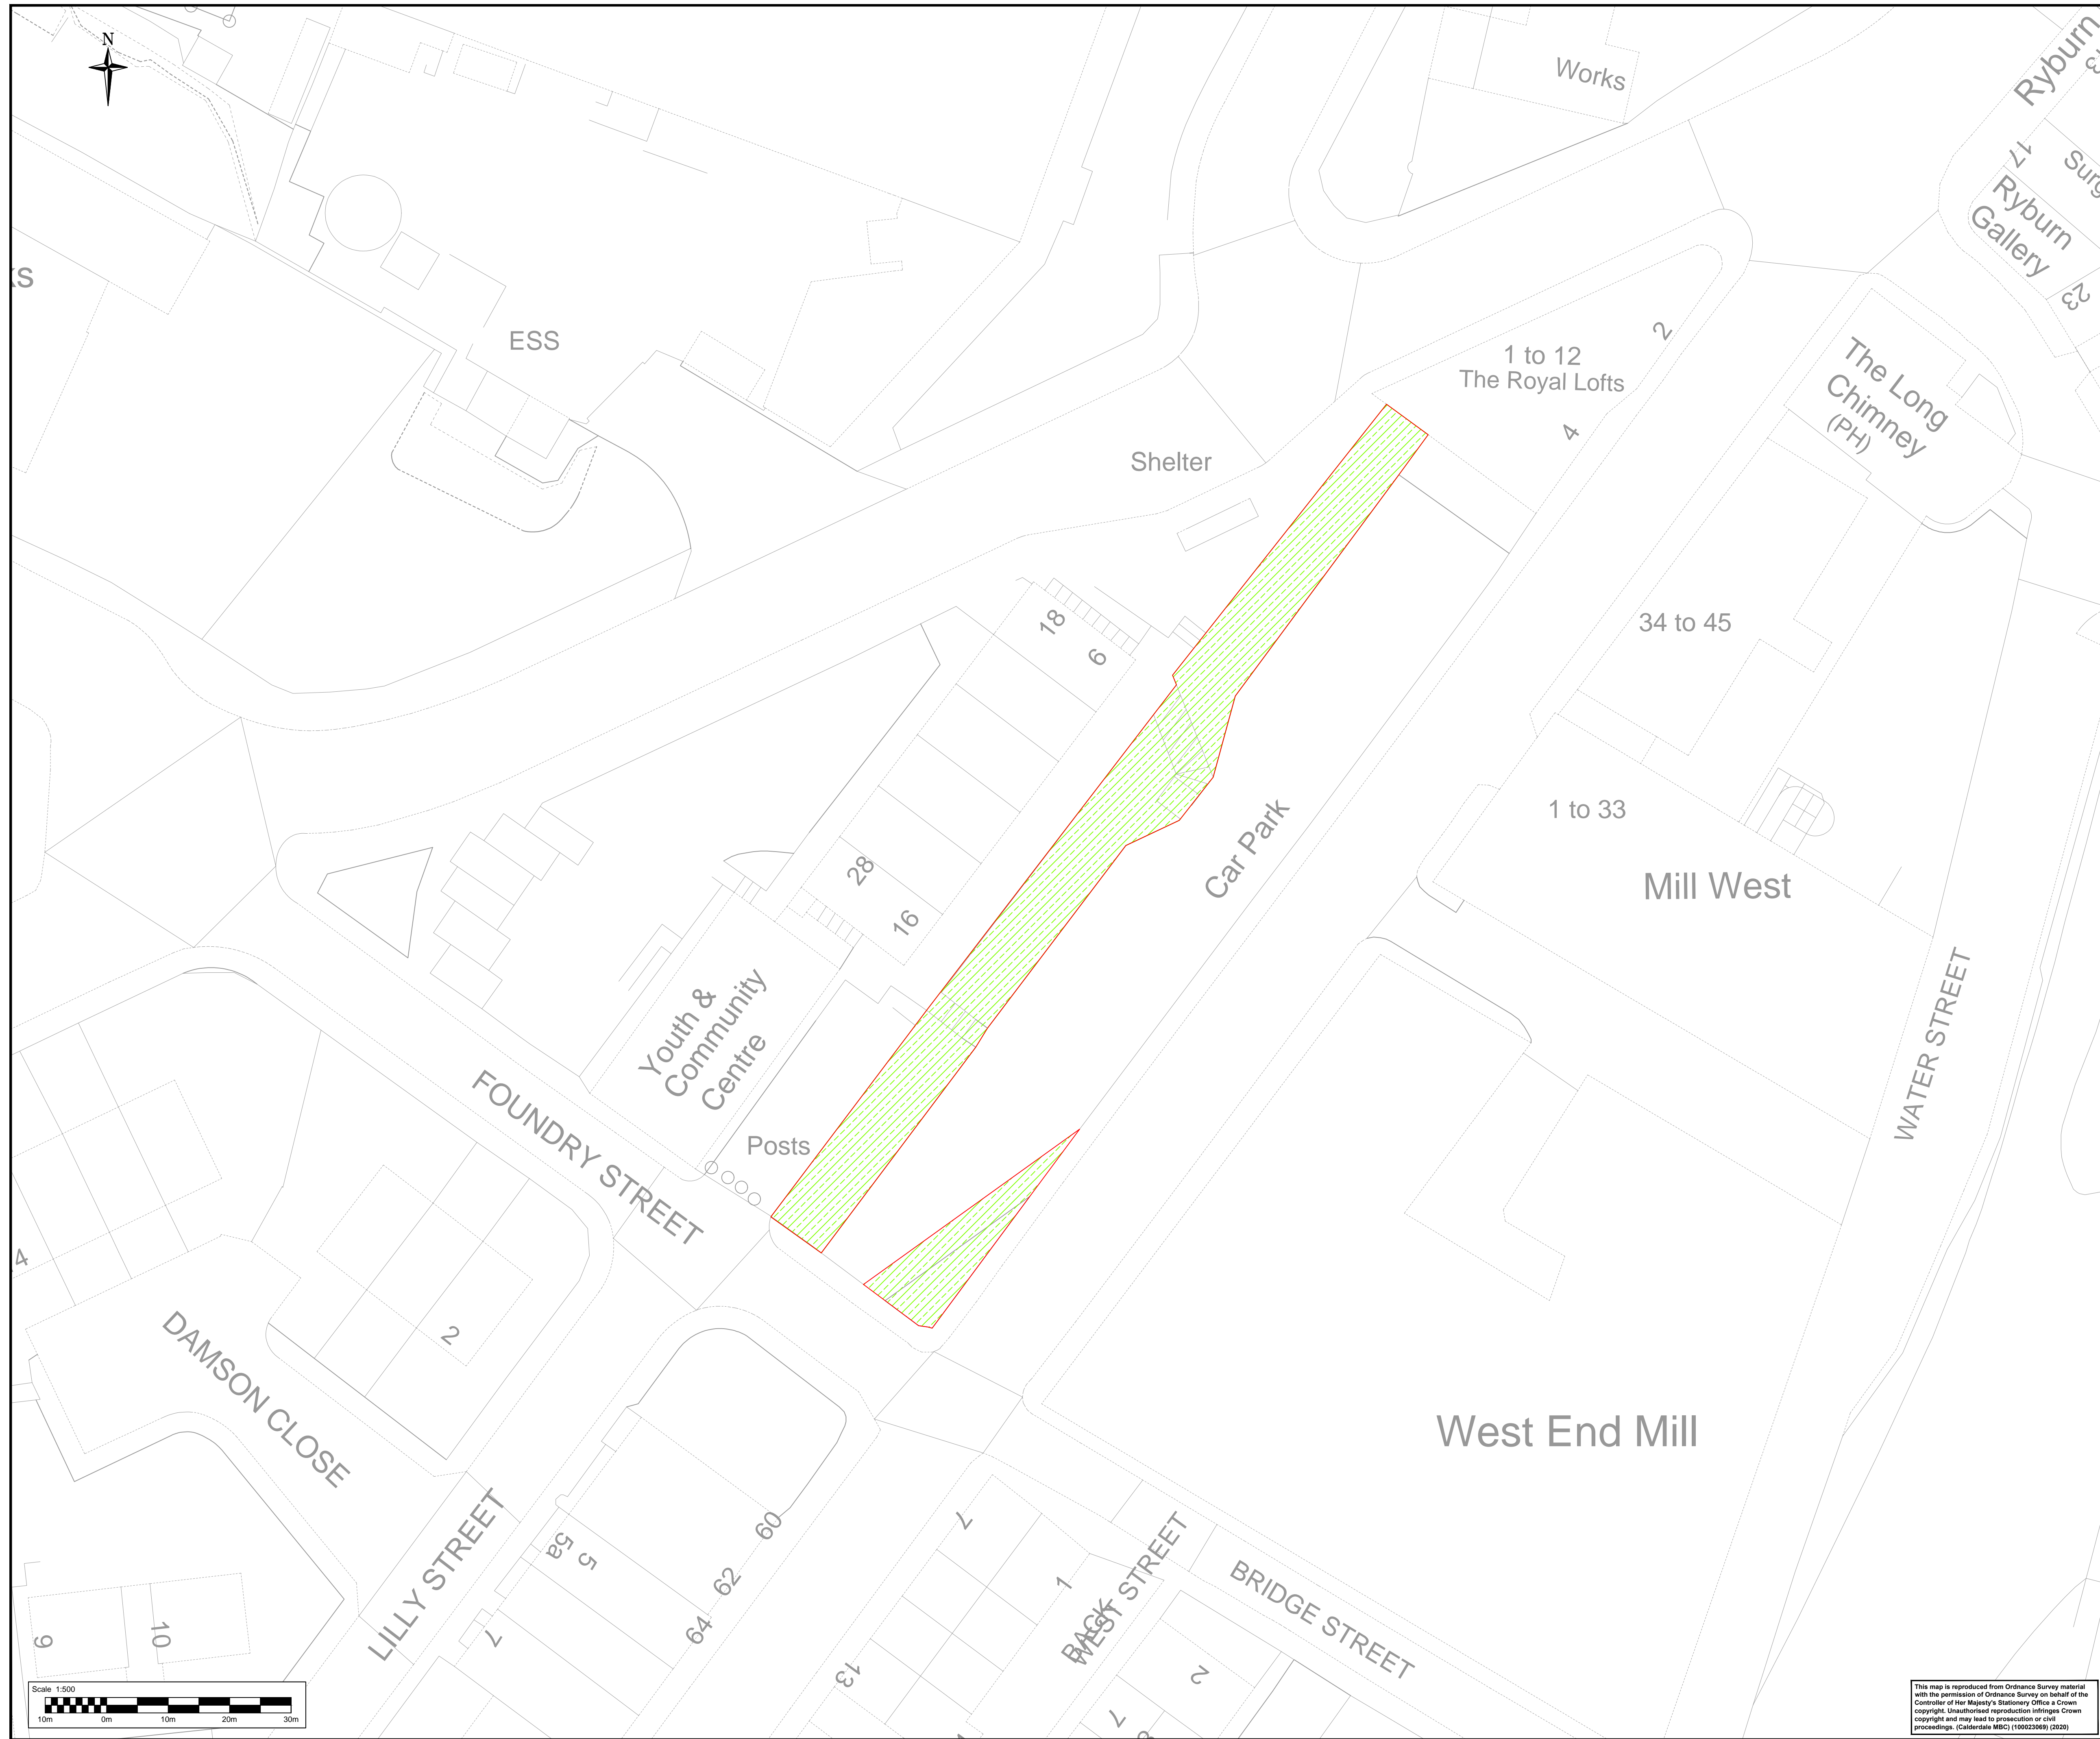 N
Works
Ryburn
3
17
Surg
Ryburn
Gallery
23
ks
ESS
1 to 12
The Royal Lofts
2
4
The Long
Chimney
(PH)
Shelter
18
6
34 to 45
1 to 33
Mill West
Car Park
28
16
Youth &
Community
Centre
WATER STREET
FOUNDRY STREET
Posts
4
2
DAMSON CLOSE
West End Mill
LILLY STREET
5a
5
60
62
64
7
7
1
13
BACK
WEST STREET
BRIDGE STREET
2
7
9
10
Scale 1:500
10m 0m 10m 20m 30m
This map is reproduced from Ordnance Survey material
with the permission of Ordnance Survey on behalf of the
Controller of Her Majesty's Stationery Office a Crown
copyright. Unauthorised reproduction infringes Crown
copyright and may lead to prosecution or civil
proceedings. (Calderdale MBC) (100023069) (2020)